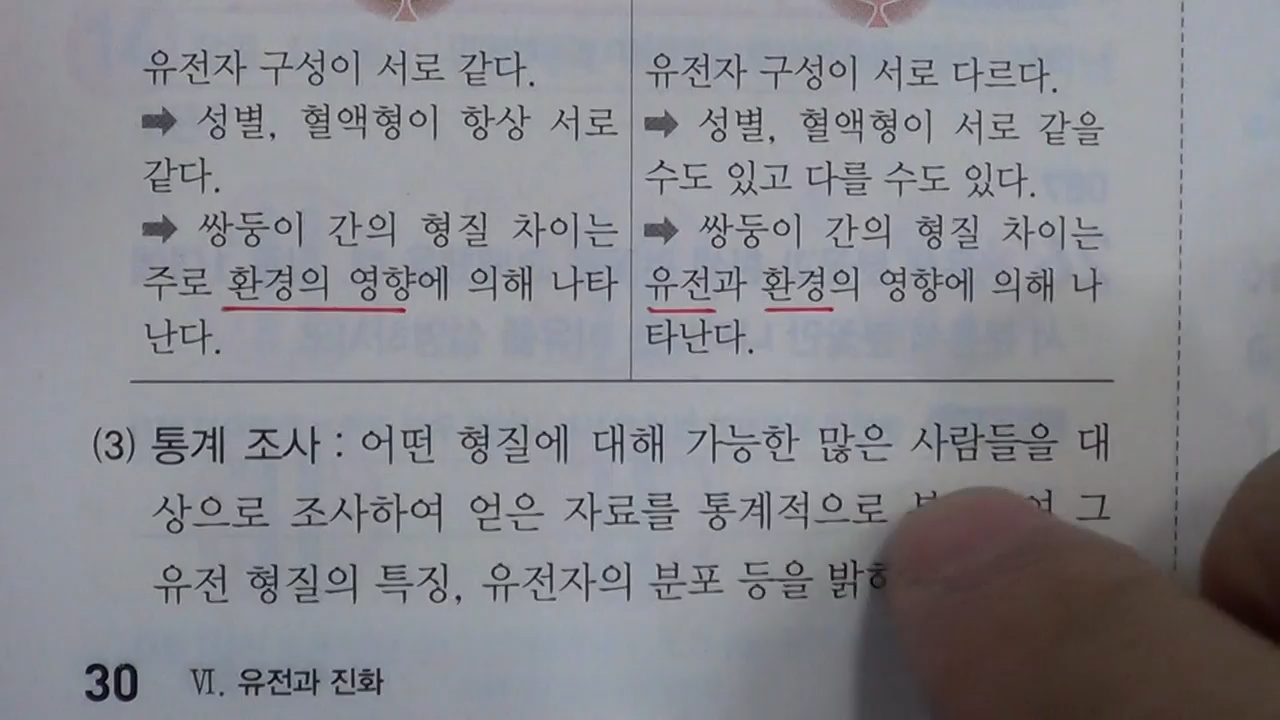 유전자 구성이 서로 같다.
➡ 성별, 혈액형이 항상 서로
같다.
➡ 쌍둥이 간의 형질 차이는
주로 환경의 영향에 의해 나타
난다.
유전자 구성이 서로 다르다.
➡ 성별, 혈액형이 서로 같을
수도 있고 다를 수도 있다.
➡ 쌍둥이 간의 형질 차이는
유전과 환경의 영향에 의해 나
타난다.
(3) 통계 조사 : 어떤 형질에 대해 가능한 많은 사람들을 대
상으로 조사하여 얻은 자료를 통계적으로 그
유전 형질의 특징, 유전자의 분포 등을
30 Ⅵ. 유전과 진화